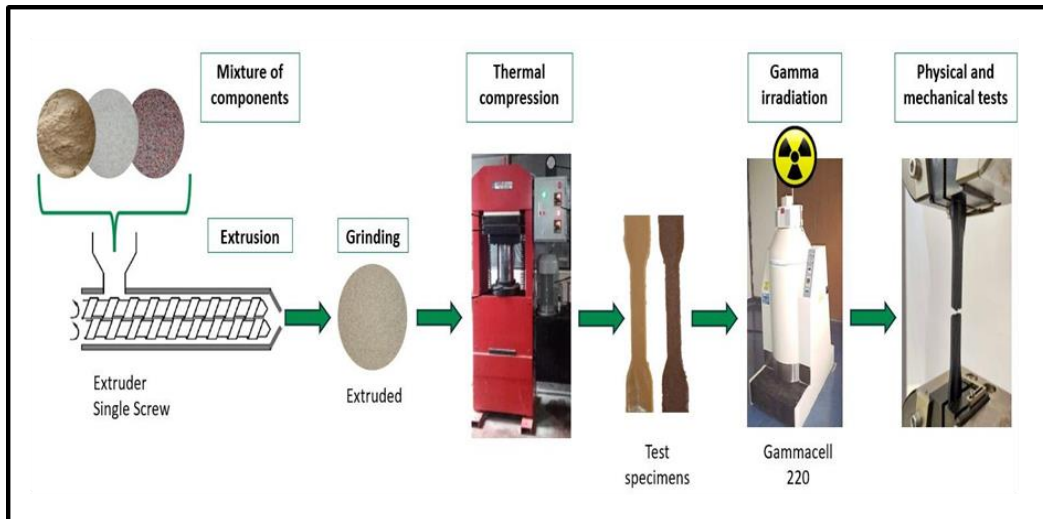 Mixture of
components
Thermal
compression
Gamma
irradiation
Physical and
mechanical tests
Extrusion
Grinding
Extruder
Single Screw
Extruded
Test
specimens
Gammacell
220